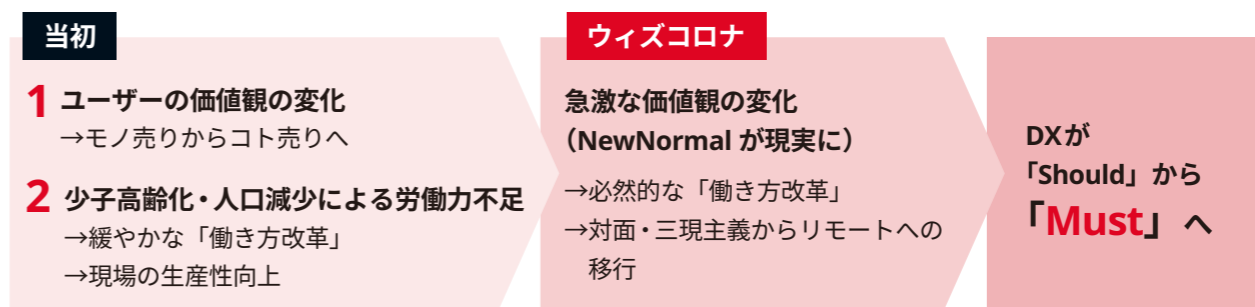 当初
1 ユーザーの価値観の変化
→モノ売りからコト売りへ
2 少子高齢化・人口減少による労働力不足
→緩やかな「働き方改革」
→現場の生産性向上
ウィズコロナ
急激な価値観の変化
（NewNormal が現実に）
→必然的な「働き方改革」
→対面・三現主義からリモートへの
移行
DXが
「Should」から
「Must」へ